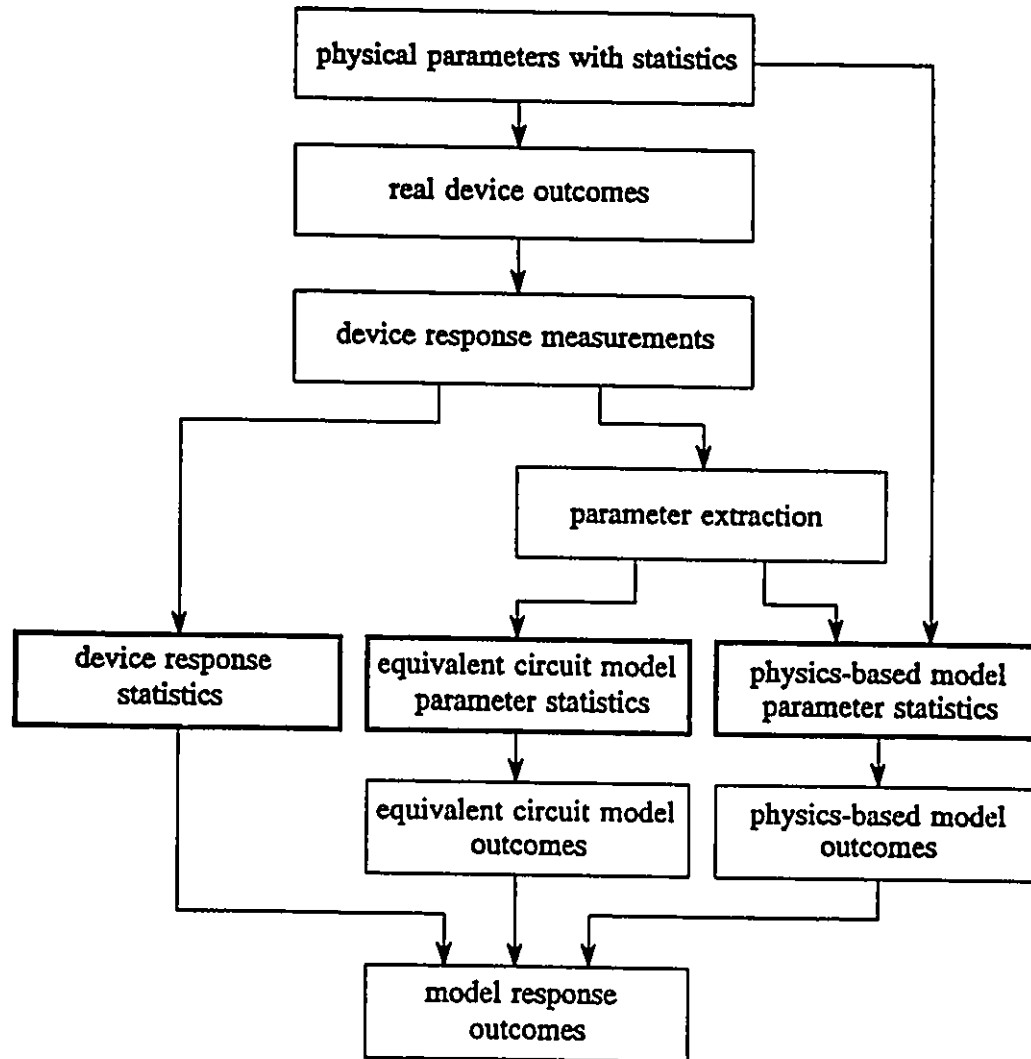 physical parameters with statistics
real device outcomes
device response measurements
parameter extraction
device response
statistics
equivalent circuit model
parameter statistics
physics-based model
parameter statistics
equivalent circuit model
outcomes
physics-based model
outcomes
model response
outcomes